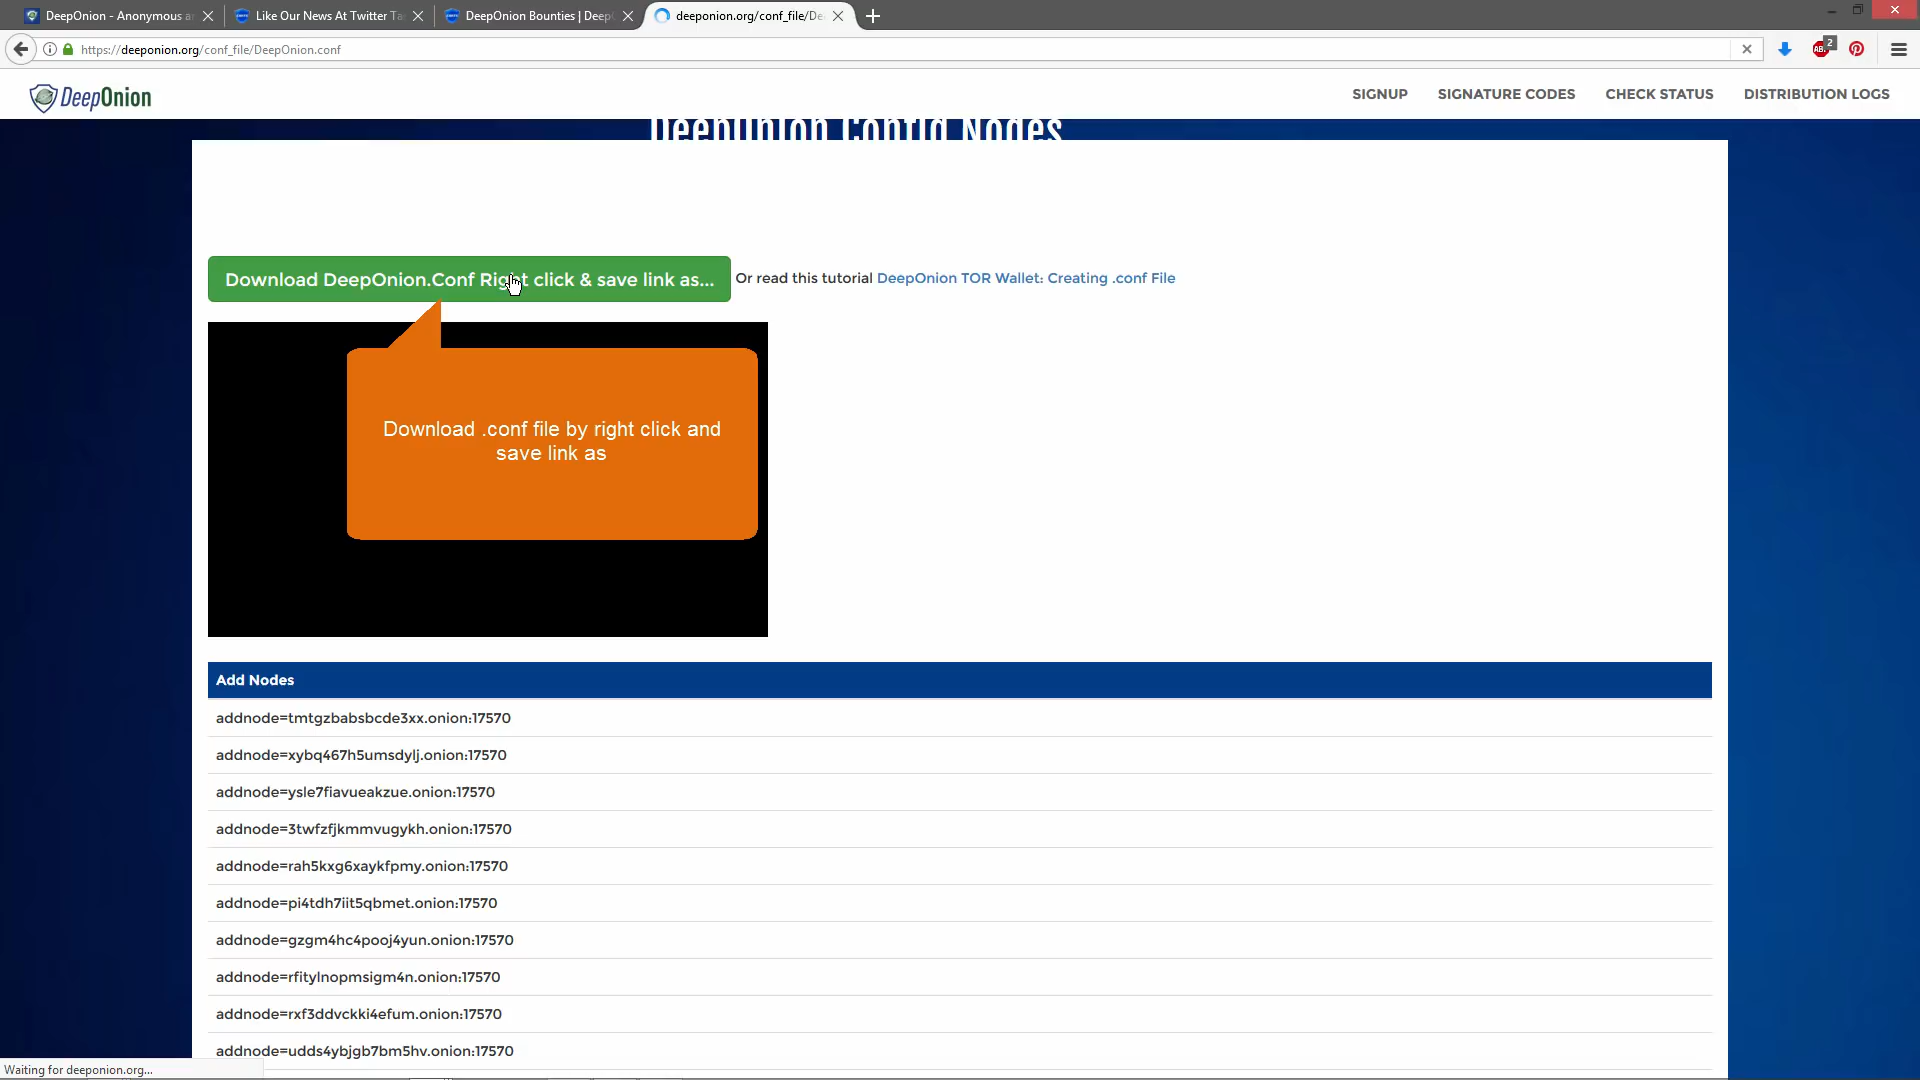 DeepOnion - Anonymous a
Like Our News At Twitter Ta
DeepOnion Bounties | Deep
deeponion.org/conf_file/De
https://deeponion.org/conf_file/DeepOnion.conf
ABP
2
DeepOnion
SIGNUP
SIGNATURE CODES
CHECK STATUS
DISTRIBUTION LOGS
DeepOnion Config Nodes
Download DeepOnion.Conf Right click & save link as...
Or read this tutorial DeepOnion TOR Wallet: Creating .conf File
Download .conf file by right click and
save link as
Add Nodes
addnode=tmtgzbabsbcde3xx.onion:17570
addnode=xybq467h5umsdylj.onion:17570
addnode=ysle7fiavueakzue.onion:17570
addnode=3twfzfjkmmvugykh.onion:17570
addnode=rah5kxg6xaykfpmy.onion:17570
addnode=pi4tdh7iit5qbmet.onion:17570
addnode=gzgm4hc4pooj4yun.onion:17570
addnode=rfitylnopmsigm4n.onion:17570
addnode=rxf3ddvckki4efum.onion:17570
addnode=udds4ybjgb7bm5hv.onion:17570
Waiting for deeponion.org...